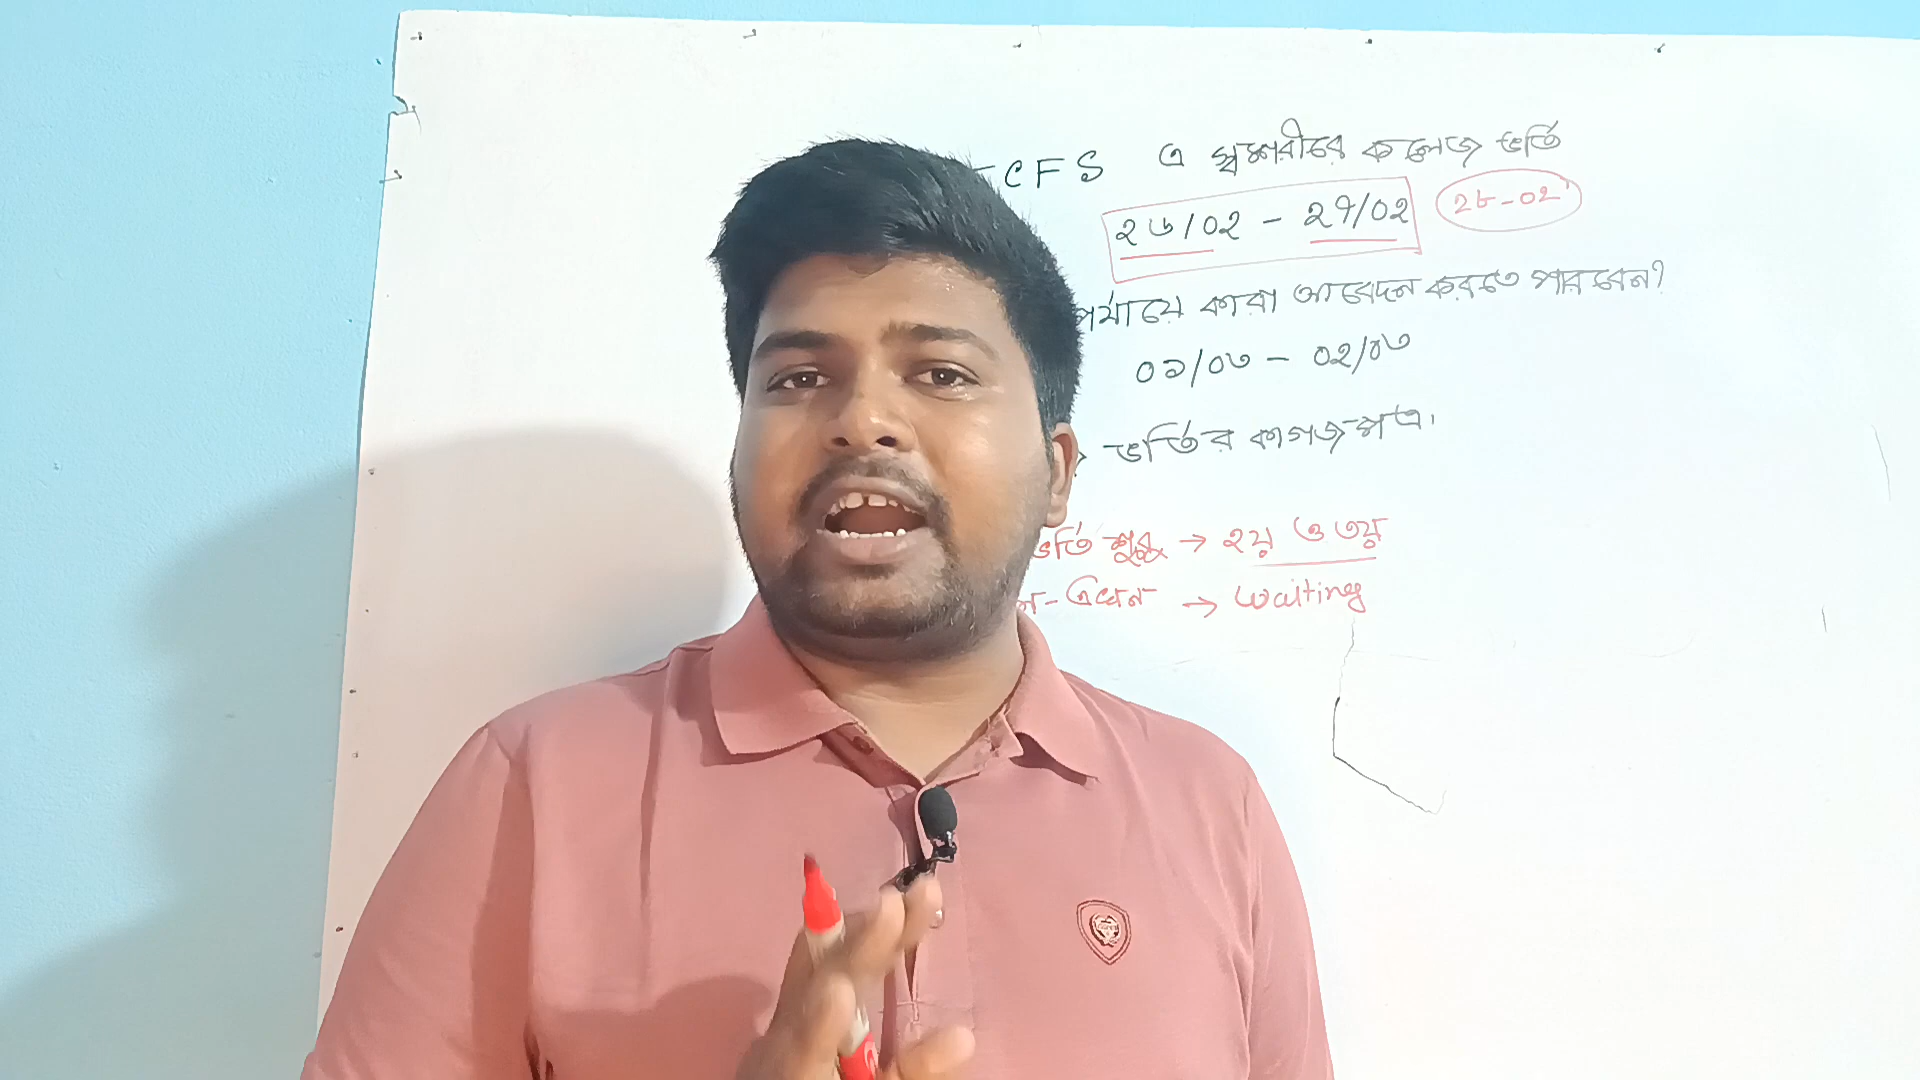 CFS এ স্বশরীরে কলেজ ভর্তি
২৬/০২ - ২৭/০২ ২৮-০২
পর্যায়ে কারা আবেদন করতে পারবেন?
০১/০৩ - ০২/০৩
ভর্তির কাগজপত্র।
ভর্তি শুরু → ২য় ও ৩য়
→ waiting